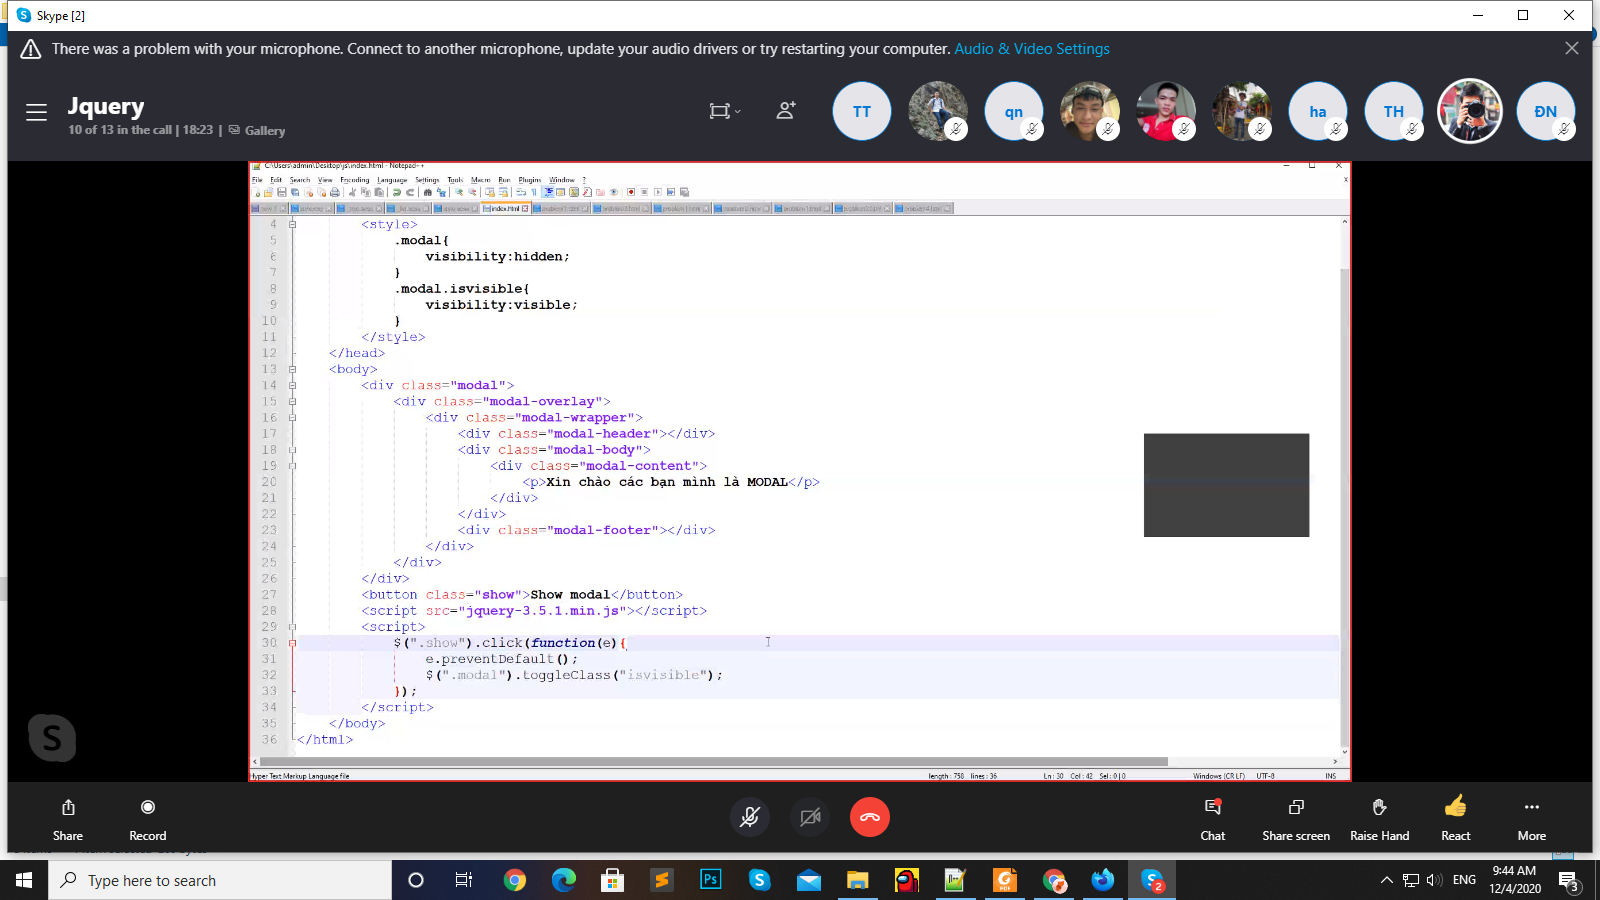 Skype [2]
There was a problem with your microphone. Connect to another microphone, update your audio drivers or try restarting your computer. Audio & Video Settings
Jquery
10 of 13 in the call | 18:23 | Gallery
TT
qn
ha
TH
ĐN
C:\Users\admin\Desktop\js\index.html - Notepad++
File Edit Search View Encoding Language Settings Tools Macro Run Plugins Window ?
index.html
4 <style>
5 .modal{
6 visibility:hidden;
7 }
8 .modal.isvisible{
9 visibility:visible;
10 }
11 </style>
12 </head>
13 <body>
14 <div class="modal">
15 <div class="modal-overlay">
16 <div class="modal-wrapper">
17 <div class="modal-header"></div>
18 <div class="modal-body">
19 <div class="modal-content">
20 <p>Xin chào các bạn mình là MODAL</p>
21 </div>
22 </div>
23 <div class="modal-footer"></div>
24 </div>
25 </div>
26 </div>
27 <button class="show">Show modal</button>
28 <script src="jquery-3.5.1.min.js"></script>
29 <script>
30 $(".show").click(function(e){
31 e.preventDefault();
32 $(".modal").toggleClass("isvisible");
33 });
34 </script>
35 </body>
36 </html>
Hyper Text Markup Language file length : 758 lines : 36 Ln : 30 Col : 42 Sel : 0 | 0 Windows (CR LF) UTF-8 INS
Share
Record
Chat
Share screen
Raise Hand
React
More
Type here to search
Ps
PDF
2
ENG
9:44 AM
12/4/2020
3